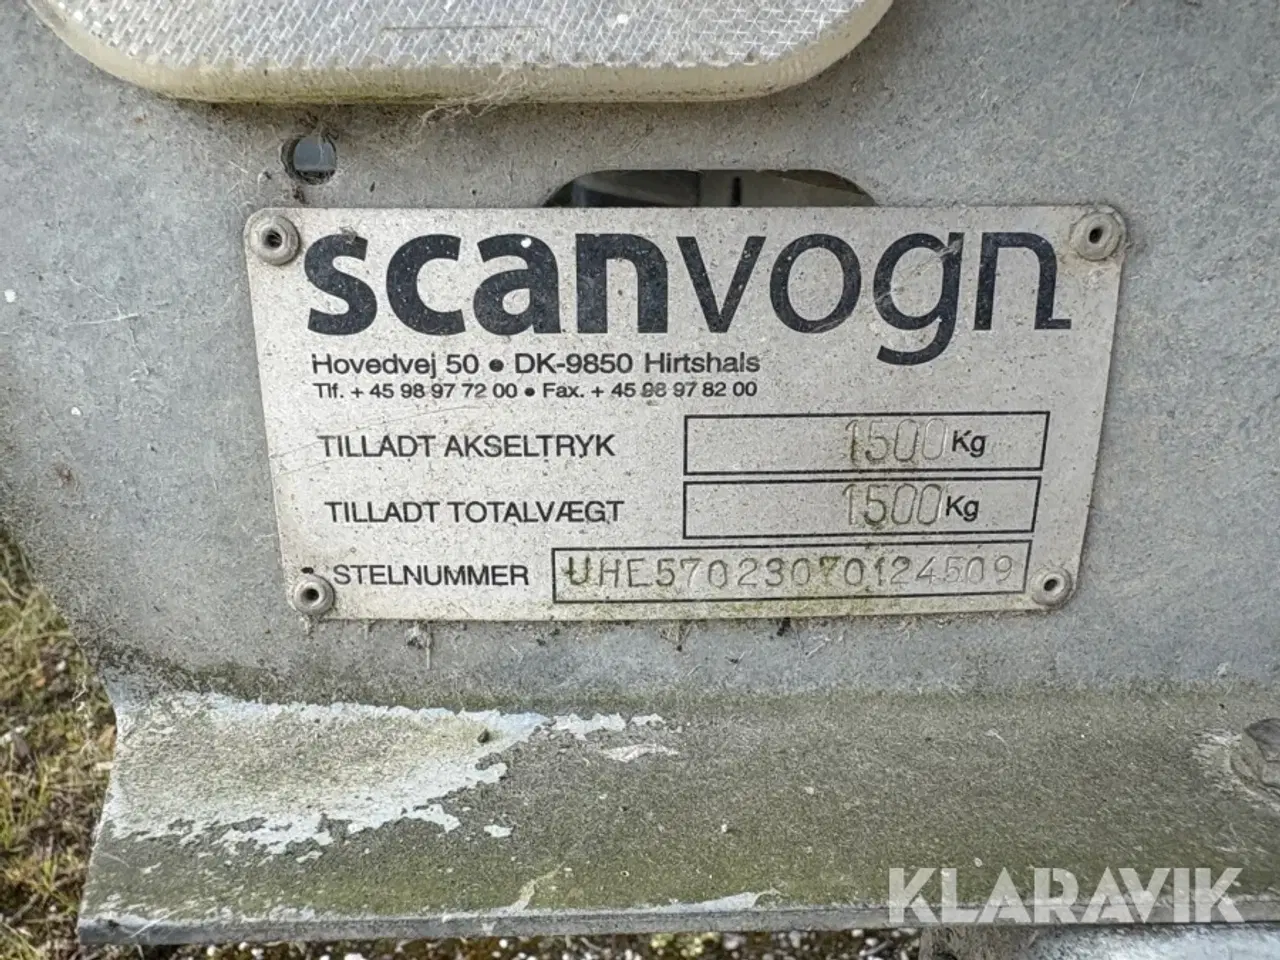 scanvogn
Hovedvej 50 • DK-9850 Hirtshals
Tlf. + 45 98 97 72 00 • Fax. + 45 98 97 82 00
TILLADT AKSELTRYK 1500 Kg
TILLADT TOTALVÆGT 1500 Kg
STELNUMMER UHE57023070124509
KLARAVIK